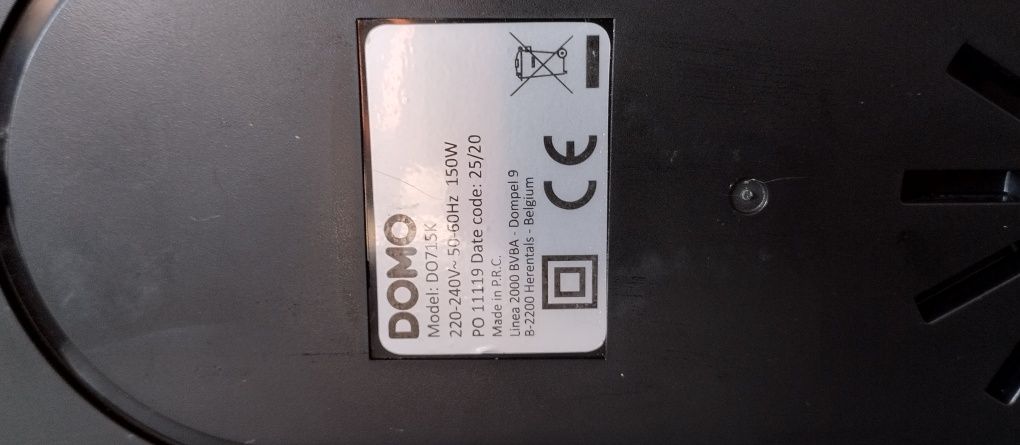 DOMO
Model: DO715K
220-240V~ 50-60Hz 150W
PO 11119 Date code: 25/20
Made in P.R.C.
Linea 2000 BVBA - Dompel 9
B-2200 Herentals - Belgium
CE